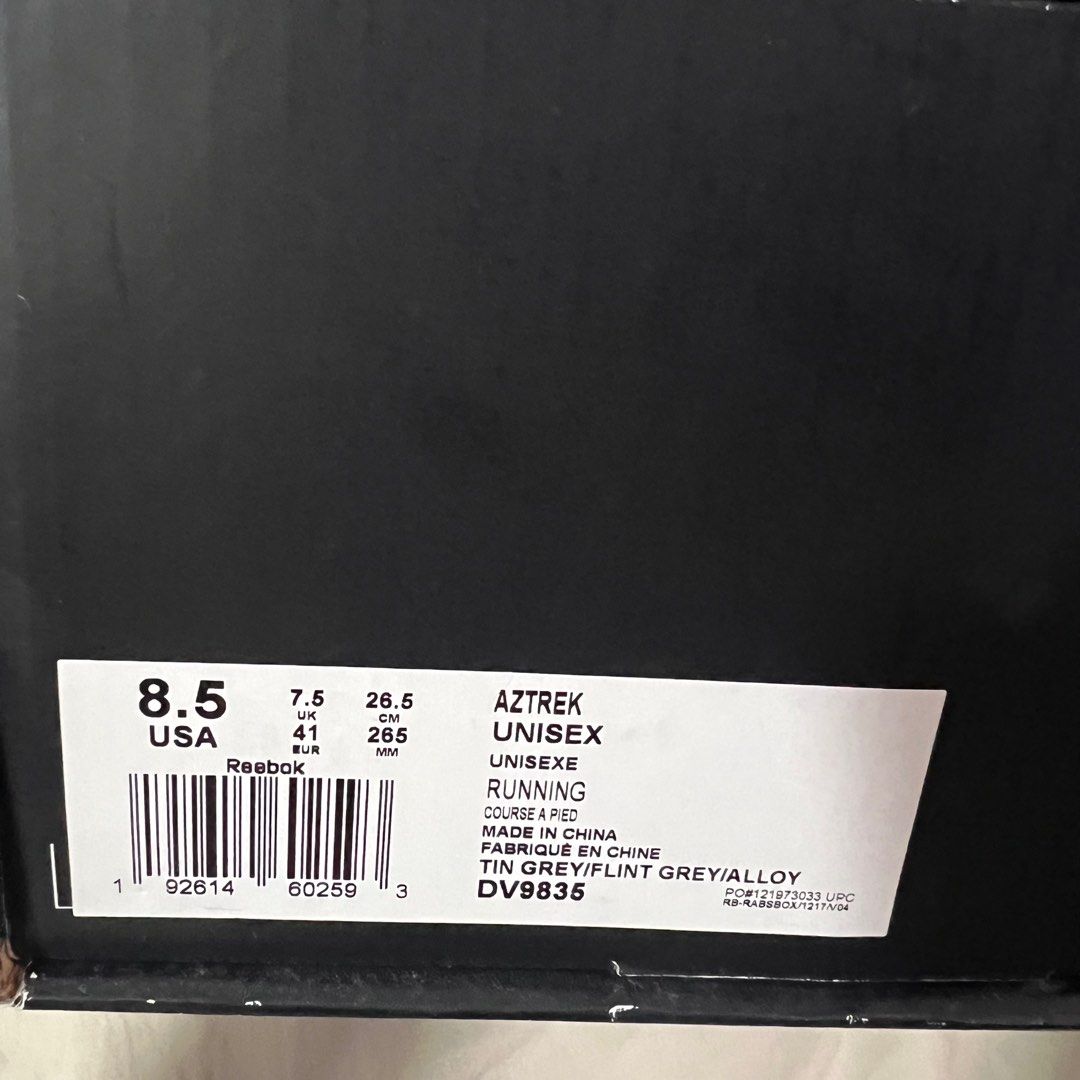 8.5
USA
7.5
UK
41
EUR
26.5
CM
265
MM
Reebok
1 92614 60259 3
AZTREK
UNISEX
UNISEXE
RUNNING
COURSE A PIED
MADE IN CHINA
FABRIQUÉ EN CHINE
TIN GREY/FLINT GREY/ALLOY
DV9835
PO#121973033 UPC
RB-RABSBOX/1217/V04